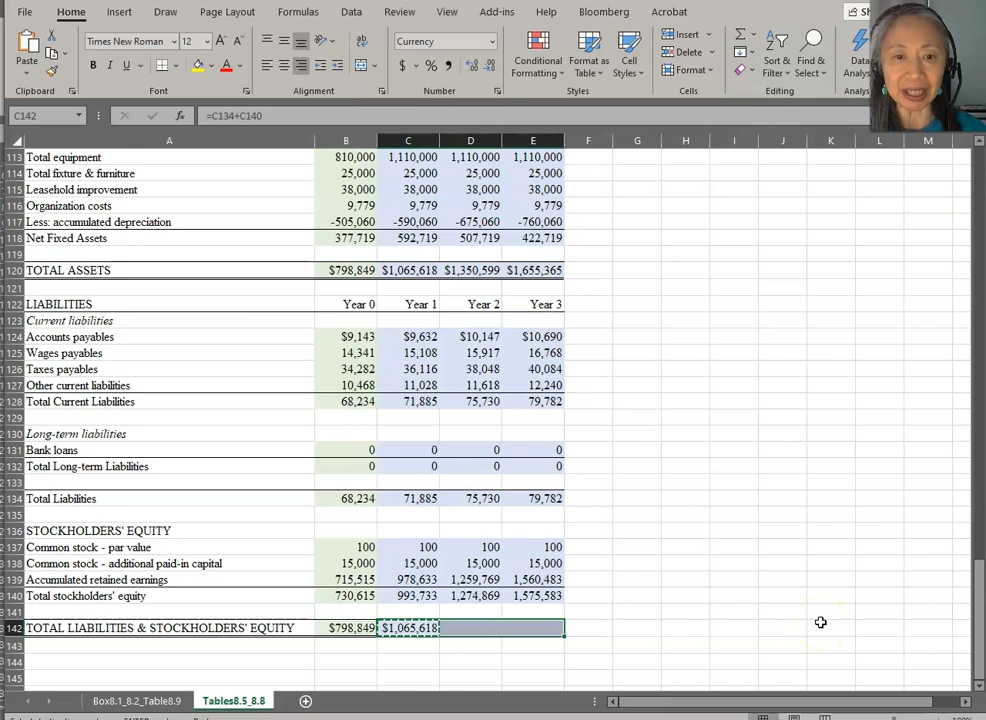 File Home Insert Draw Page Layout Formulas Data Review View Add-ins Help Bloomberg Acrobat
Times New Roman 12 Currency Insert
Paste Conditional Formatting Format as Table Cell Styles Delete Format Sort & Filter Find & Select Data
Clipboard Font Alignment Number Styles Cells Editing
C142 fx =C134+C140
A B C D E F G H I J K L M
113 Total equipment 810,000 1,110,000 1,110,000 1,110,000
114 Total fixture & furniture 25,000 25,000 25,000 25,000
115 Leasehold improvement 38,000 38,000 38,000 38,000
116 Organization costs 9,779 9,779 9,779 9,779
117 Less: accumulated depreciation -505,060 -590,060 -675,060 -760,060
118 Net Fixed Assets 377,719 592,719 507,719 422,719
119
120 TOTAL ASSETS $798,849 $1,065,618 $1,350,599 $1,655,365
121
122 LIABILITIES Year 0 Year 1 Year 2 Year 3
123 Current liabilities
124 Accounts payables $9,143 $9,632 $10,147 $10,690
125 Wages payables 14,341 15,108 15,917 16,768
126 Taxes payables 34,282 36,116 38,048 40,084
127 Other current liabilities 10,468 11,028 11,618 12,240
128 Total Current Liabilities 68,234 71,885 75,730 79,782
129
130 Long-term liabilities
131 Bank loans 0 0 0 0
132 Total Long-term Liabilities 0 0 0 0
134 Total Liabilities 68,234 71,885 75,730 79,782
135
136 STOCKHOLDERS' EQUITY
137 Common stock - par value 100 100 100 100
138 Common stock - additional paid-in capital 15,000 15,000 15,000 15,000
139 Accumulated retained earnings 715,515 978,633 1,259,769 1,560,483
140 Total stockholders' equity 730,615 993,733 1,274,869 1,575,583
141
142 TOTAL LIABILITIES & STOCKHOLDERS' EQUITY $798,849 $1,065,618
143
144
145
Box8.1_8.2_Table8.9 Tables8.5_8.8